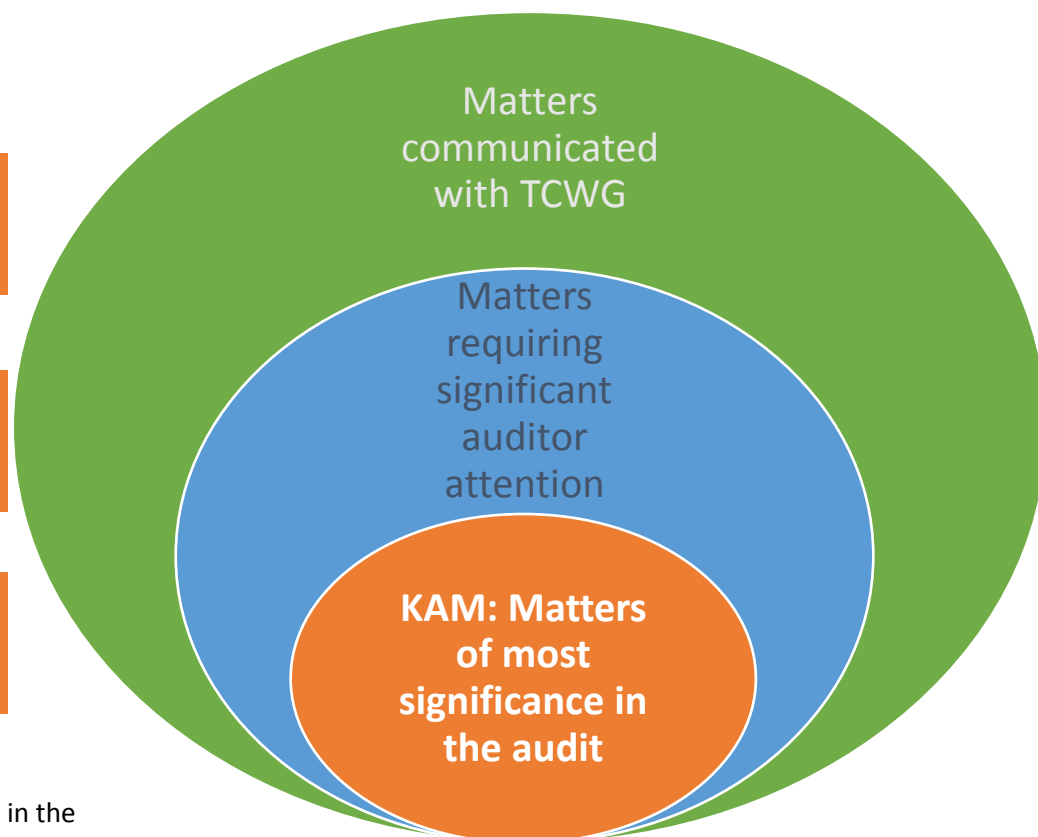 Matters
communicated
with TCWG
Matters
requiring
significant
auditor
attention
KAM: Matters
of most
significance in
the audit
in the